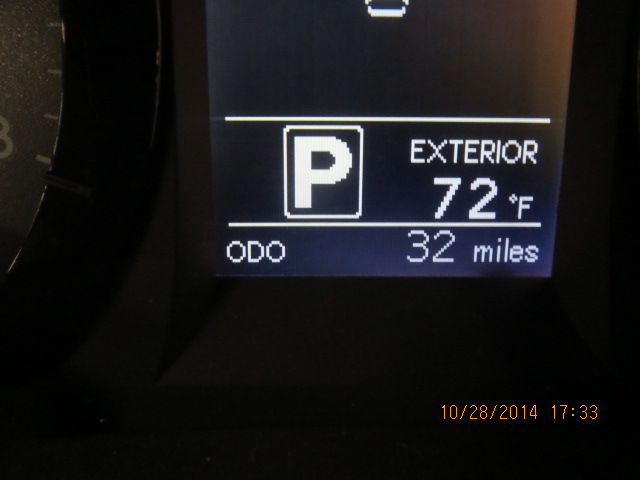 P
EXTERIOR
72 °F
ODO 32 miles
10/28/2014 17:33